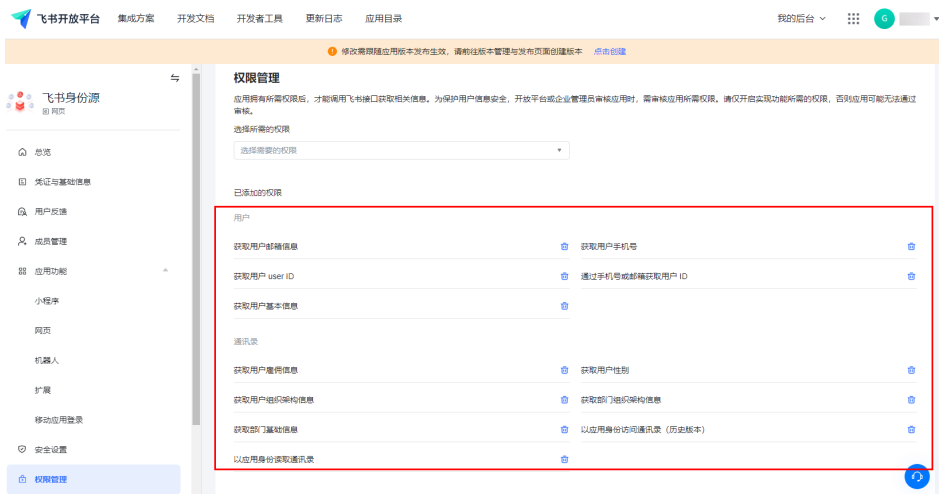 飞书开放平台 集成方案 开发文档 开发者工具 更新日志 应用目录 我的后台 G
修改需跟随应用版本发布生效，请前往版本管理与发布页面创建版本 点击创建
飞书身份源
网页
总览
凭证与基础信息
用户反馈
成员管理
应用功能
小程序
网页
机器人
扩展
移动应用登录
安全设置
权限管理
权限管理
应用拥有所需权限后，才能调用飞书接口获取相关信息。为保护用户信息安全，开放平台或企业管理员审核应用时，需审核应用所需权限。请仅开启实现功能所需的权限，否则应用可能无法通过
审核。
选择所需的权限
选择需要的权限
已添加的权限
用户
获取用户邮箱信息 获取用户手机号
获取用户 user ID 通过手机号或邮箱获取用户 ID
获取用户基本信息
通讯录
获取用户雇佣信息 获取用户性别
获取用户组织架构信息 获取部门组织架构信息
获取部门基础信息 以应用身份访问通讯录（历史版本）
以应用身份读取通讯录